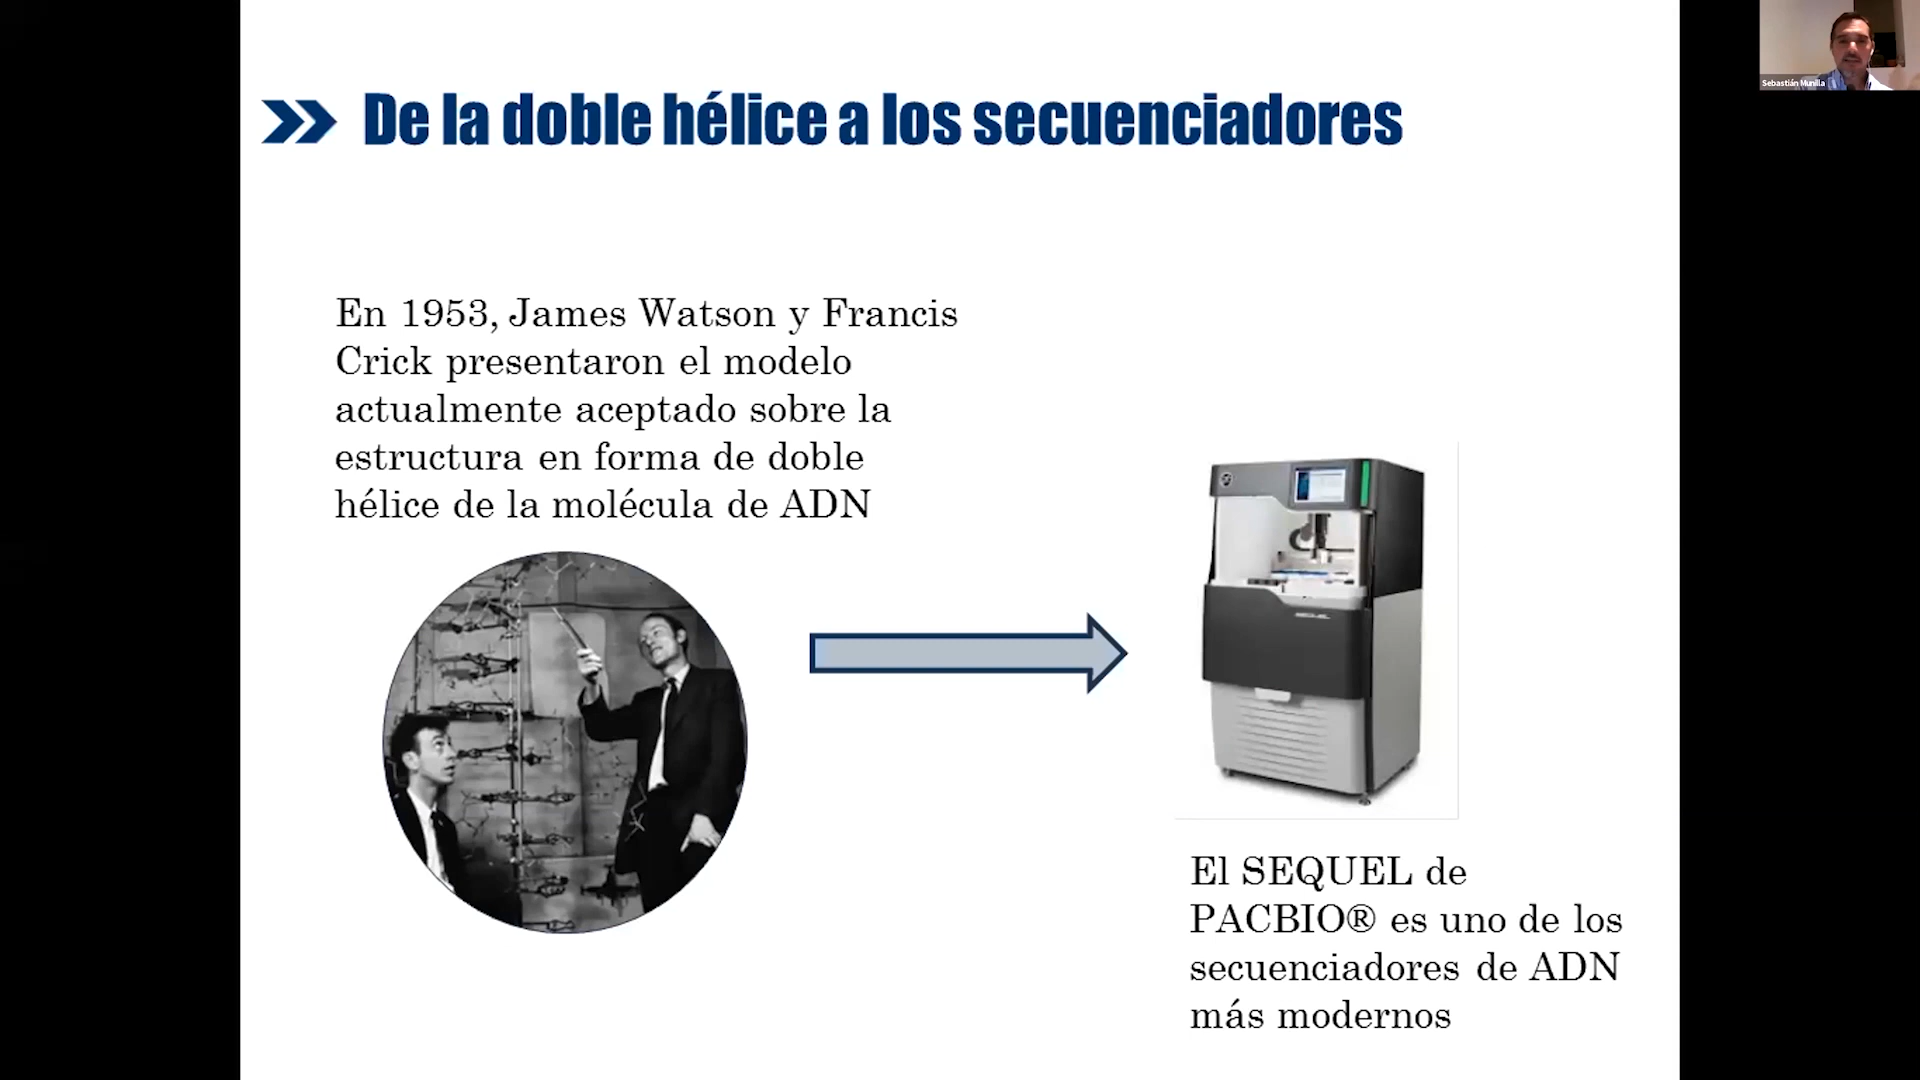 Sebastián Munilla
De la doble hélice a los secuenciadores
En 1953, James Watson y Francis
Crick presentaron el modelo
actualmente aceptado sobre la
estructura en forma de doble
hélice de la molécula de ADN
El SEQUEL de
PACBIO® es uno de los
secuenciadores de ADN
más modernos